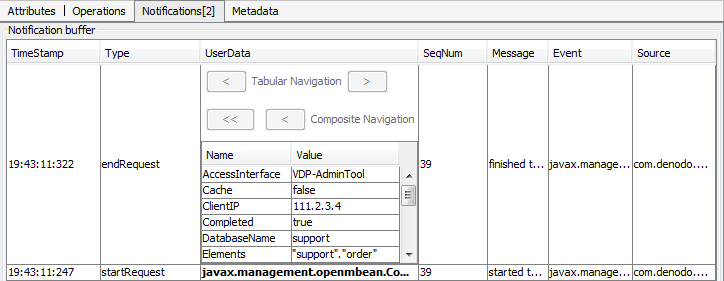 Attributes Operations Notifications[2] Metadata
Notification buffer
TimeStamp Type UserData SeqNum Message Event Source
< Tabular Navigation >
<< < Composite Navigation
Name Value
AccessInterface VDP-AdminTool
Cache false
19:43:11:322 endRequest 39 finished t... javax.manage... com.denodo....
ClientIP 111.2.3.4
Completed true
DatabaseName support
Elements "support"."order"
19:43:11:247 startRequest javax.management.openmbean.Co... 39 started t... javax.manage... com.denodo....